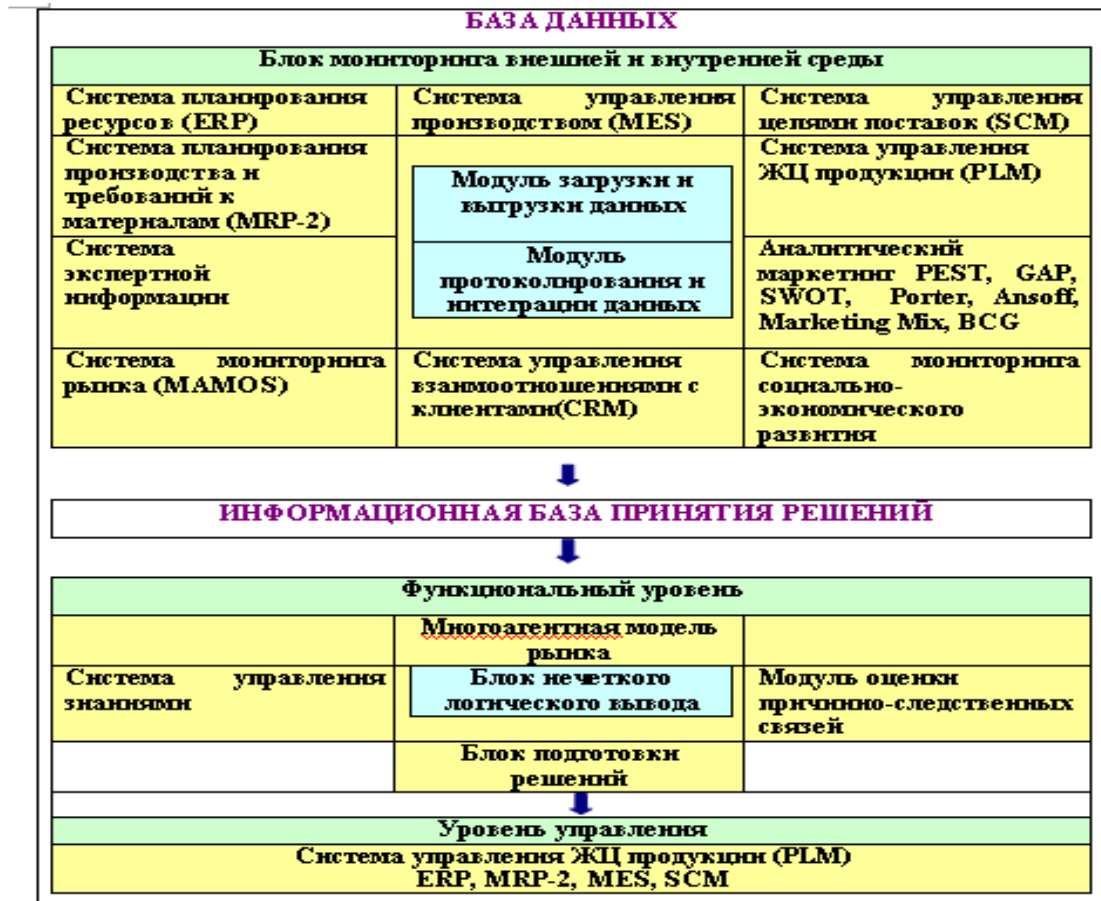 БАЗА ДАННЫХ
Блок мониторинга внешней и внутренней среды
Система планирования
ресурсов (ERP)
Система управления
производством (MES)
Система управления
цепями поставок (SCM)
Система планирования
производства и
требований к
материалам (MRP-2)
Модуль загрузки и
выгрузки данных
Система управления
ЖЦ продукции (PLM)
Система
экспертной
информации
Модуль
протоколирования и
интеграции данных
Аналитический
маркетинг PEST, GAP,
SWOT, Porter, Ansoff,
Marketing Mix, BCG
Система мониторинга
рынка (MAMOS)
Система управления
взаимоотношениями с
клиентами(CRM)
Система мониторинга
социально-
экономического
развития
ИНФОРМАЦИОННАЯ БАЗА ПРИНЯТИЯ РЕШЕНИЙ
Функциональный уровень
Многоагентная модель
рынка
Система управления
знаниями
Блок нечеткого
логического вывода
Модуль оценки
причинно-следственных
связей
Блок подготовки
решений
Уровень управления
Система управления ЖЦ продукции (PLM)
ERP, MRP-2, MES, SCM